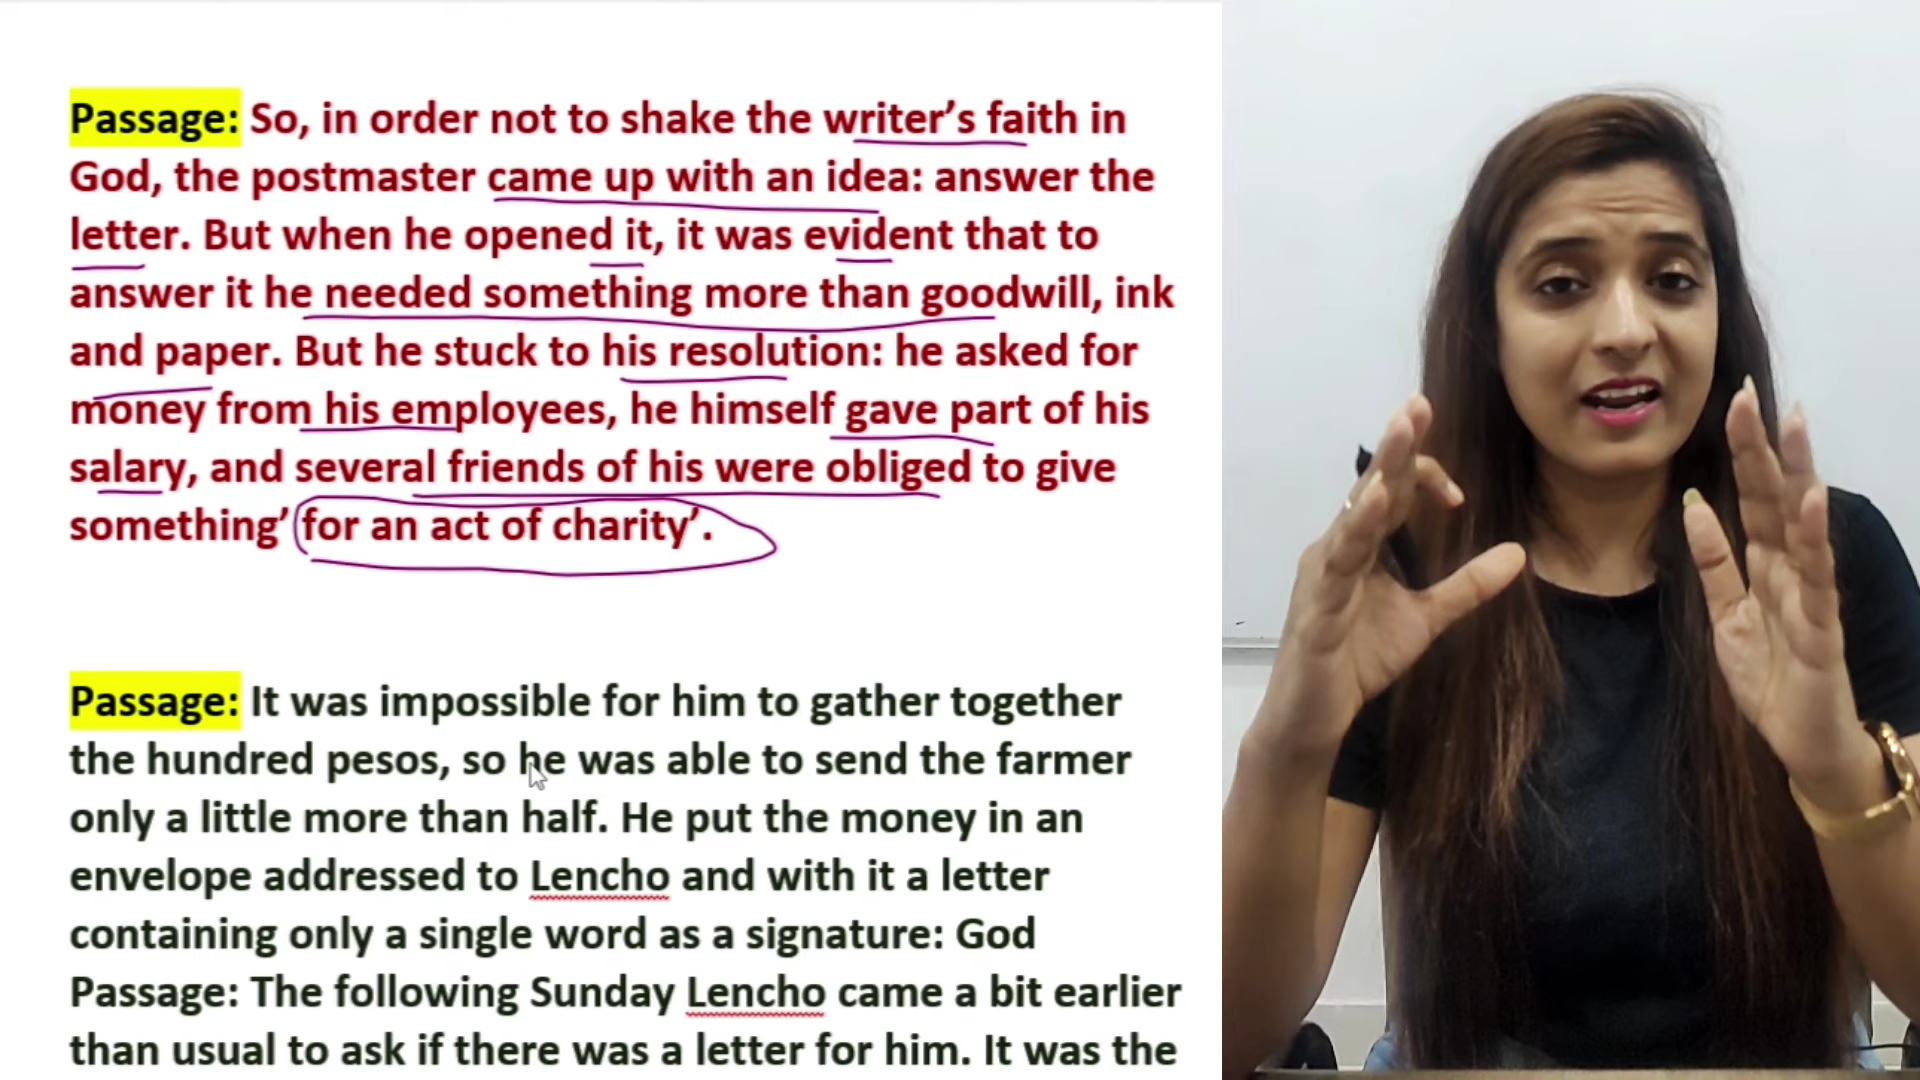 Passage: So, in order not to shake the writer’s faith in
God, the postmaster came up with an idea: answer the
letter. But when he opened it, it was evident that to
answer it he needed something more than goodwill, ink
and paper. But he stuck to his resolution: he asked for
money from his employees, he himself gave part of his
salary, and several friends of his were obliged to give
something’ for an act of charity’.
Passage: It was impossible for him to gather together
the hundred pesos, so he was able to send the farmer
only a little more than half. He put the money in an
envelope addressed to Lencho and with it a letter
containing only a single word as a signature: God
Passage: The following Sunday Lencho came a bit earlier
than usual to ask if there was a letter for him. It was the